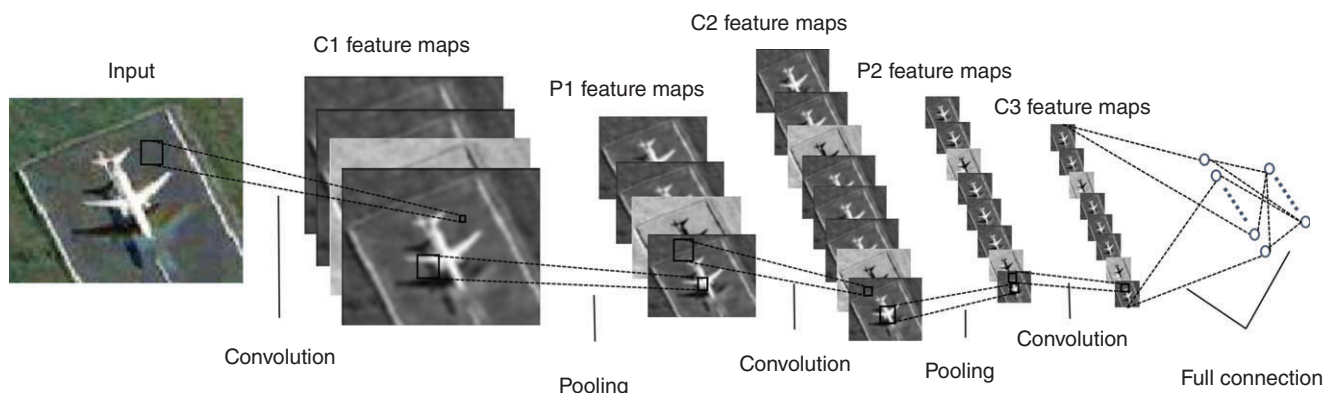 Input
C1 feature maps
P1 feature maps
C2 feature maps
P2 feature maps
C3 feature maps
Convolution
Pooling
Convolution
Pooling
Convolution
Full connection